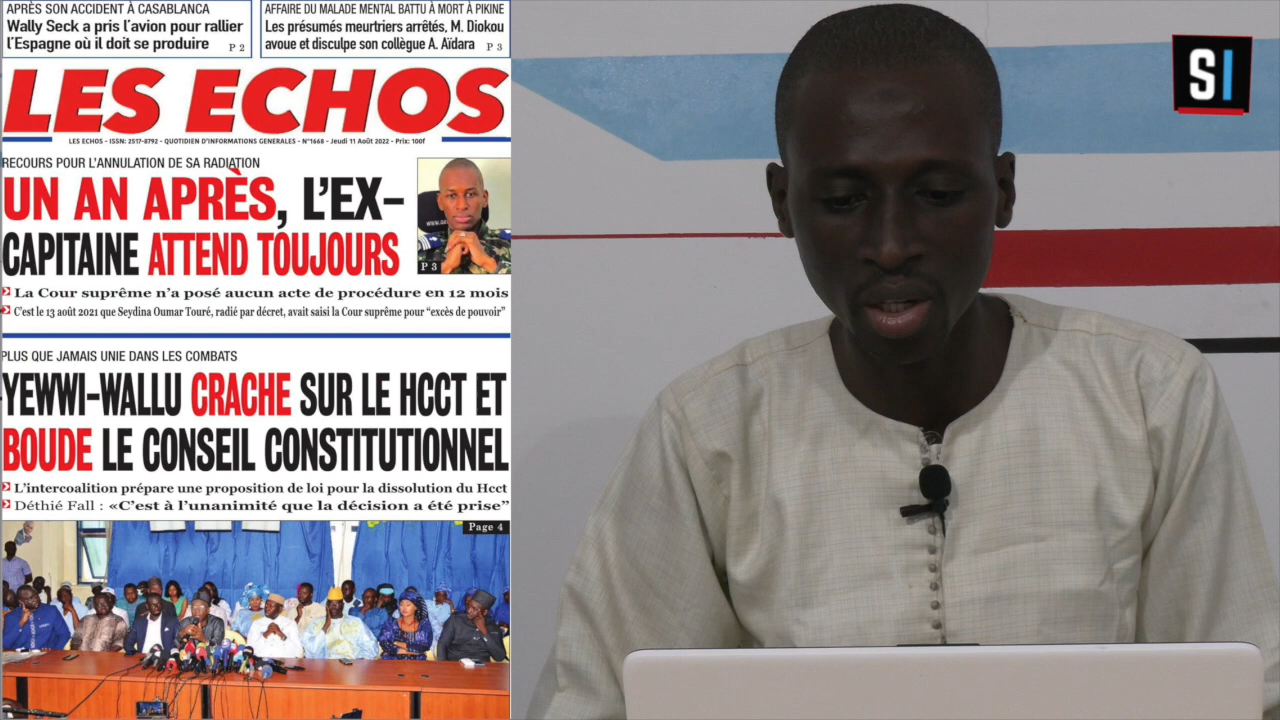 APRÈS SON ACCIDENT À CASABLANCA
Wally Seck a pris l'avion pour rallier
l'Espagne où il doit se produire P 2
AFFAIRE DU MALADE MENTAL BATTU À MORT À PIKINE
Les présumés meurtriers arrêtés, M. Diokou
avoue et disculpe son collègue A. Aïdara P 3
LES ECHOS
LES ECHOS - ISSN: 2517-8792 - QUOTIDIEN D'INFORMATIONS GENERALES - N°1668 - Jeudi 11 Août 2022 - Prix: 100f
RECOURS POUR L'ANNULATION DE SA RADIATION
UN AN APRÈS, L'EX-
CAPITAINE ATTEND TOUJOURS
P 3
La Cour suprême n'a posé aucun acte de procédure en 12 mois
C'est le 13 août 2021 que Seydina Oumar Touré, radié par décret, avait saisi la Cour suprême pour "excès de pouvoir"
PLUS QUE JAMAIS UNIE DANS LES COMBATS
YEWWI-WALLU CRACHE SUR LE HCCT ET
BOUDE LE CONSEIL CONSTITUTIONNEL
L'intercoalition prépare une proposition de loi pour la dissolution du Hcct
Déthié Fall : «C'est à l'unanimité que la décision a été prise"
Page 4
SI